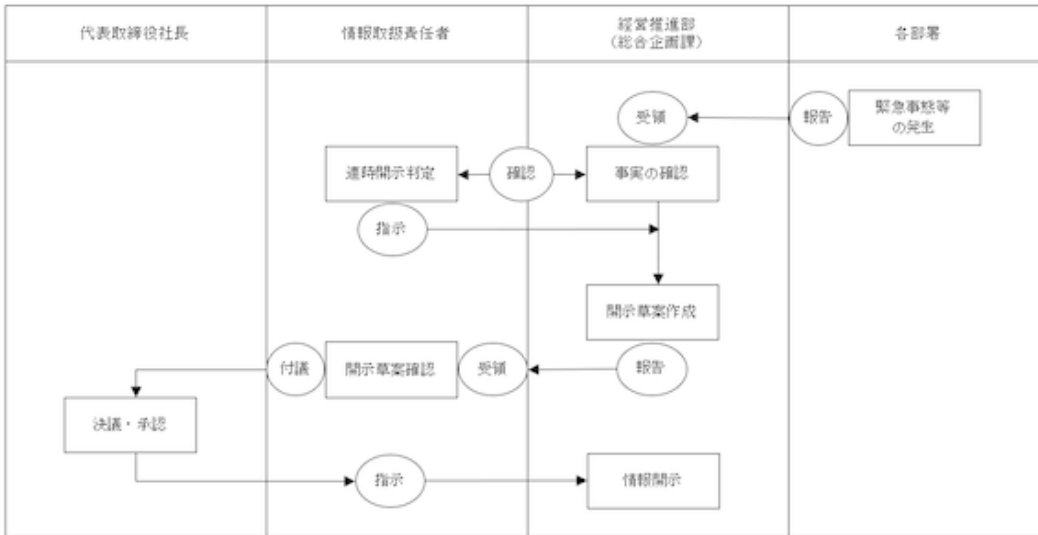 代表取締役社長
情報取扱責任者
経営推進部
(総合企画課)
各部署
受領
報告
緊急事態等
の発生
適時開示判定
確認
事実の確認
指示
開示草案作成
付議
開示草案確認
受領
報告
決議・承認
指示
情報開示